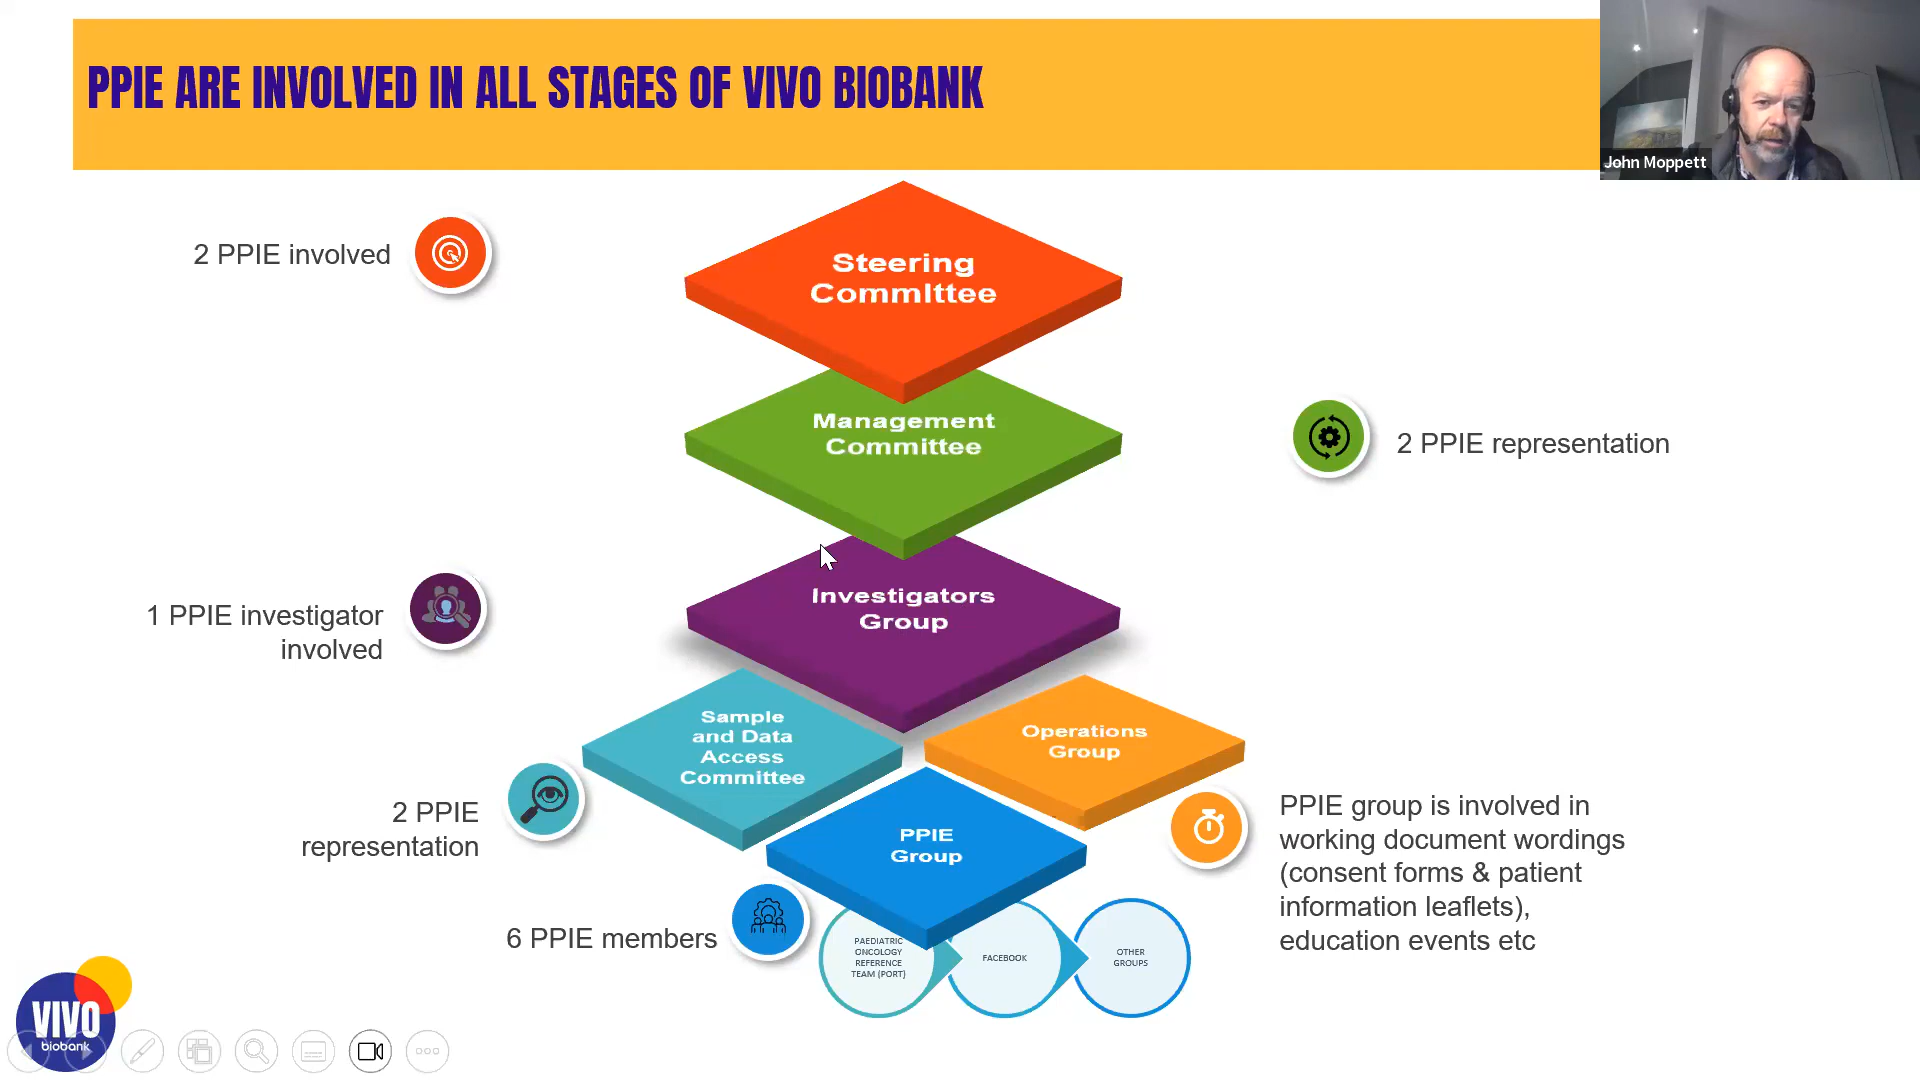 PPIE ARE INVOLVED IN ALL STAGES OF VIVO BIOBANK
John Moppett
2 PPIE involved
Steering
Committee
Management
Committee
2 PPIE representation
Investigators
Group
1 PPIE investigator
involved
Sample
and Data
Access
Committee
Operations
Group
2 PPIE
representation
PPIE
Group
PPIE group is involved in
working document wordings
(consent forms & patient
information leaflets),
education events etc
6 PPIE members
PAEDIATRIC
ONCOLOGY
REFERENCE
TEAM (PORT)
FACEBOOK
OTHER
GROUPS
VIVO
biobank